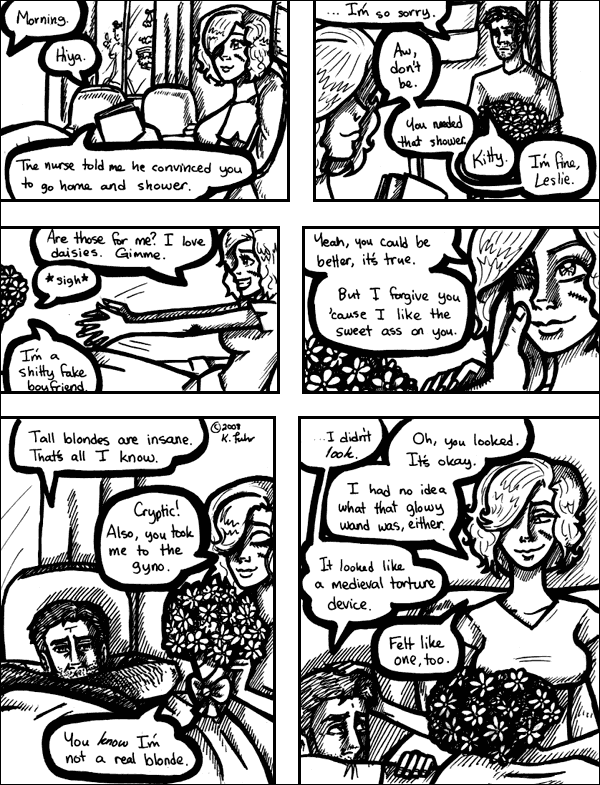 Morning.
Hiya.
The nurse told me he convinced you
to go home and shower.
... I'm so sorry.
Aw,
don't
be.
You needed
that shower.
Kitty.
I'm fine,
Leslie.
Are those for me? I love
daisies. Gimme.
*sigh*
I'm a
shitty fake
boyfriend.
Yeah, you could be
better, it's true.
But I forgive you
'cause I like the
sweet ass on you.
Tall blondes are insane.
That's all I know.
©2008
K. Fuhr
Cryptic!
Also, you took
me to the
gyno.
You know I'm
not a real blonde.
...I didn't
look.
Oh, you looked.
It's okay.
I had no idea
what that glowy
wand was, either.
It looked like
a medieval torture
device.
Felt like
one, too.